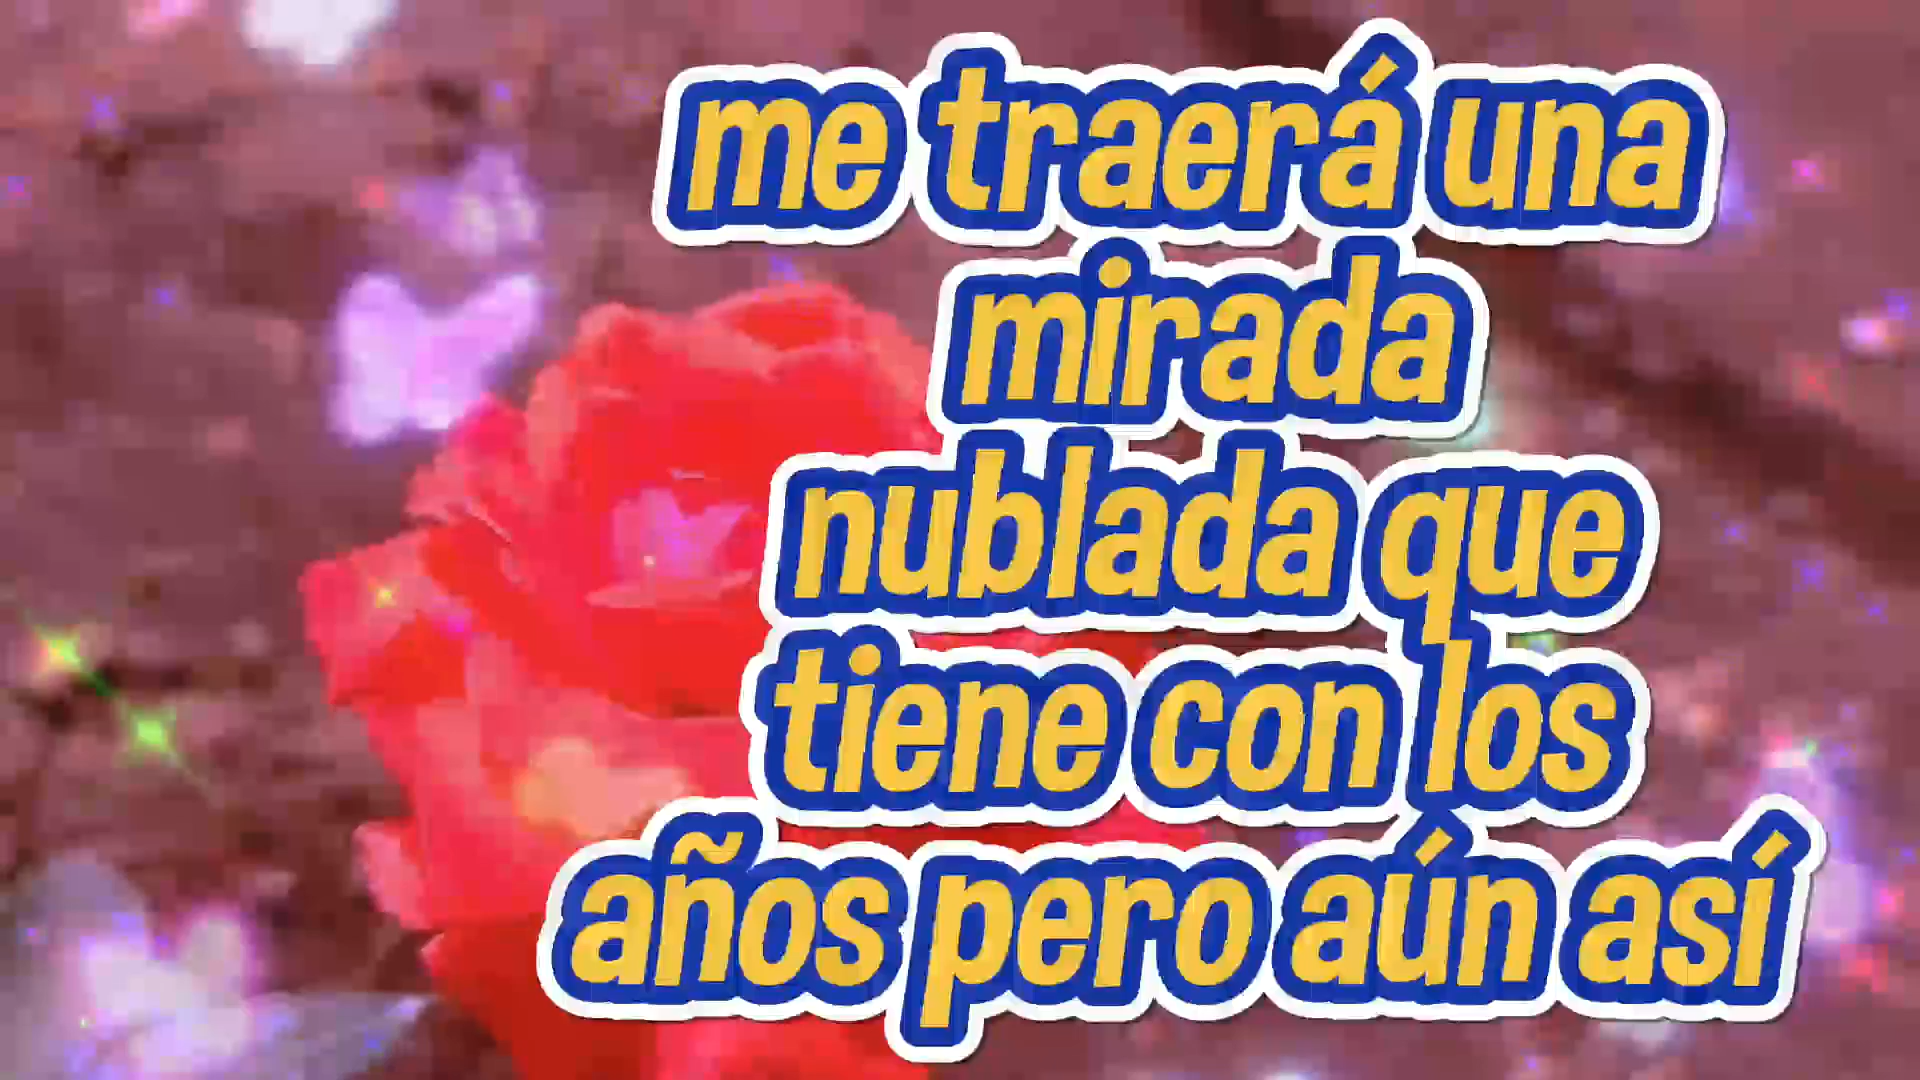 me traerá una
mirada
nublada que
tiene con los
años pero aún así